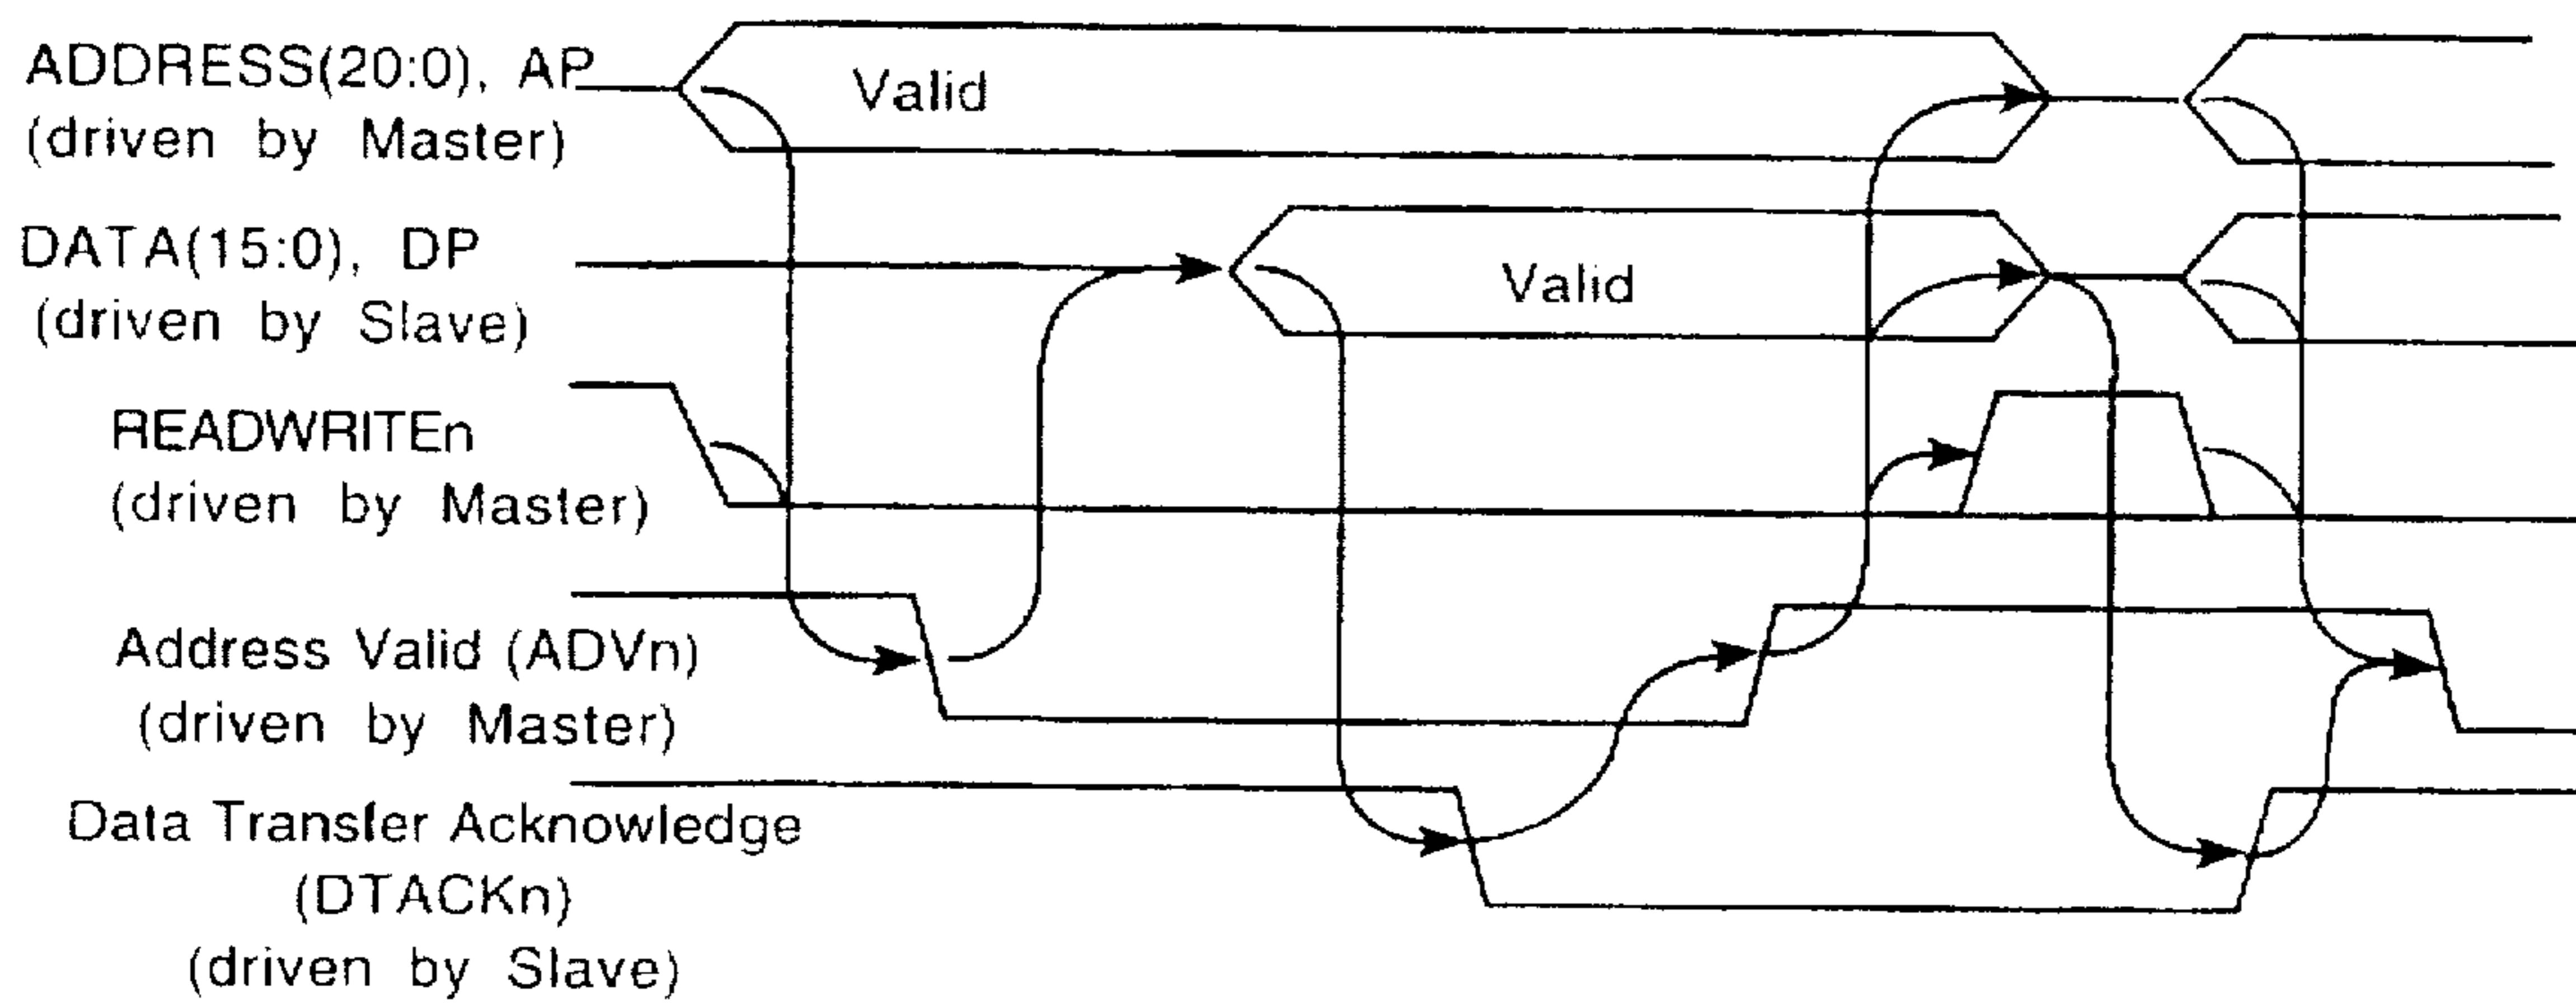 ADDRESS(20:0), AP
(driven by Master)
Valid
DATA(15:0), DP
(driven by Slave)
Valid
READWRITEn
(driven by Master)
Address Valid (ADVn)
(driven by Master)
Data Transfer Acknowledge
(DTACKn)
(driven by Slave)